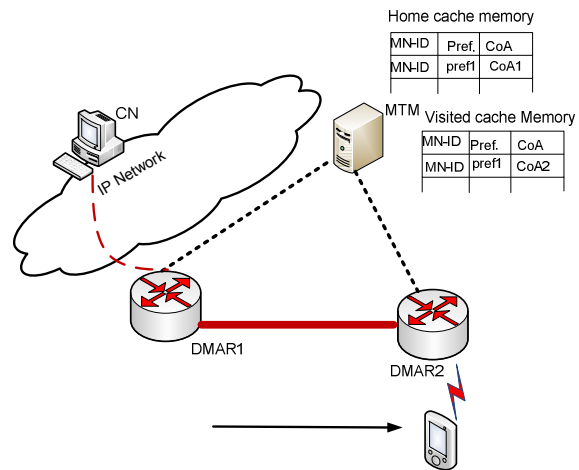 Home cache memory
MN-ID Pref. CoA
MN-ID pref1 CoA1
MTM
CN
Visited cache Memory
MN-ID Pref. CoA
MN-ID pref1 CoA2
IP Network
DMAR1
DMAR2